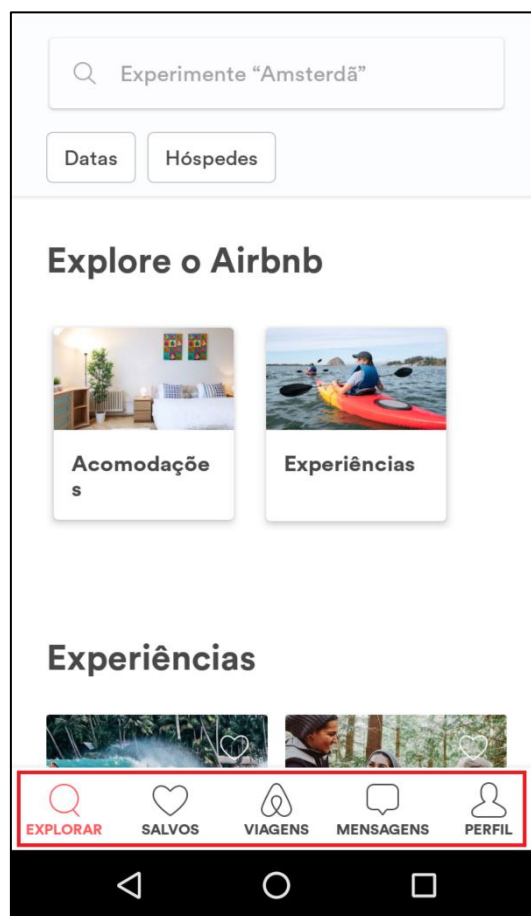 Experimente “Amsterdã”
Datas
Hóspedes
Explore o Airbnb
Acomodaçõe
s
Experiências
Experiências
EXPLORAR
SALVOS
VIAGENS
MENSAGENS
PERFIL